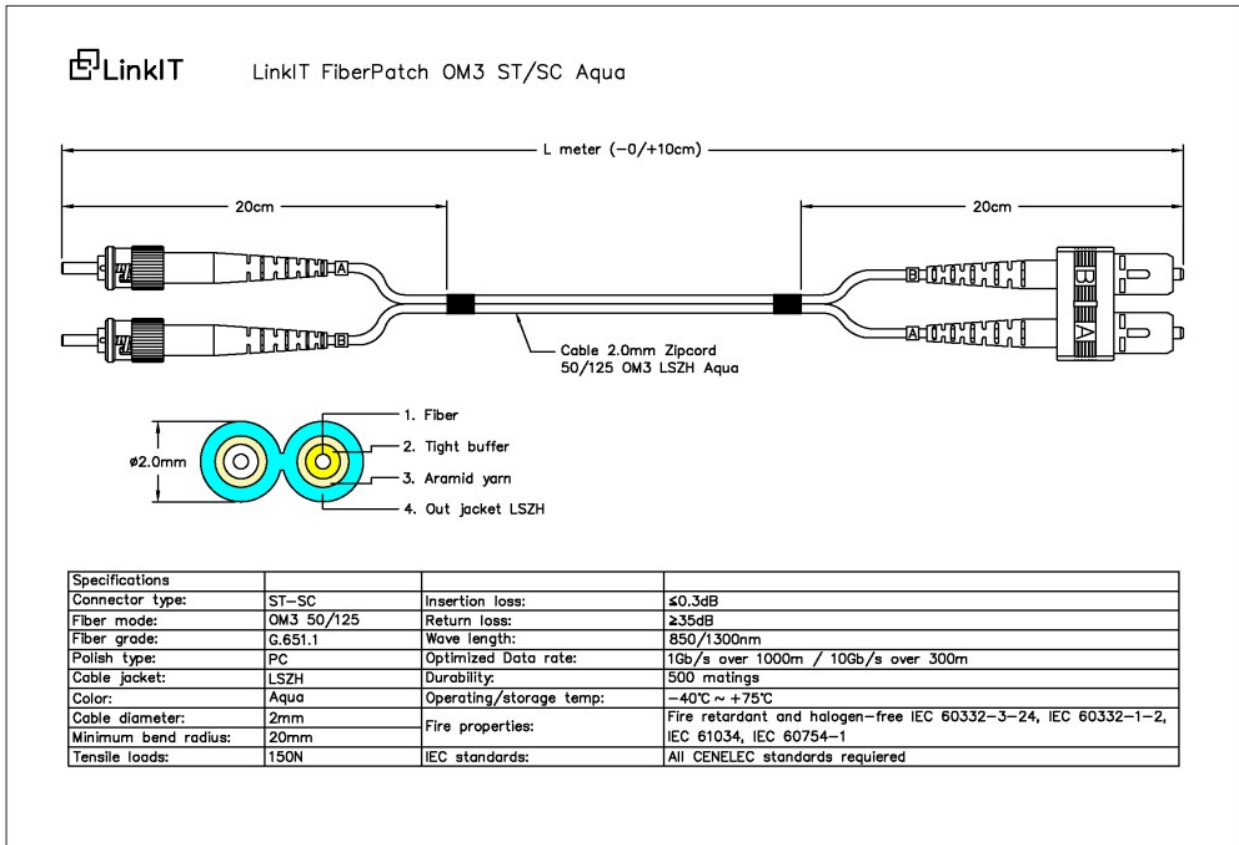 LinkIT
LinkIT FiberPatch OM3 ST/SC Aqua
L meter (-0/+10cm)
20cm
20cm
A
B
B
A
B
A
Cable 2.0mm Zipcord
50/125 OM3 LSZH Aqua
ø2.0mm
1. Fiber
2. Tight buffer
3. Aramid yarn
4. Out jacket LSZH
Specifications
Connector type: ST-SC Insertion loss: ≤0.3dB
Fiber mode: OM3 50/125 Return loss: ≥35dB
Fiber grade: G.651.1 Wave length: 850/1300nm
Polish type: PC Optimized Data rate: 1Gb/s over 1000m / 10Gb/s over 300m
Cable jacket: LSZH Durability: 500 matings
Color: Aqua Operating/storage temp: -40℃ ~ +75℃
Cable diameter: 2mm Fire properties: Fire retardant and halogen-free IEC 60332-3-24, IEC 60332-1-2,
Minimum bend radius: 20mm IEC 61034, IEC 60754-1
Tensile loads: 150N IEC standards: All CENELEC standards requiered